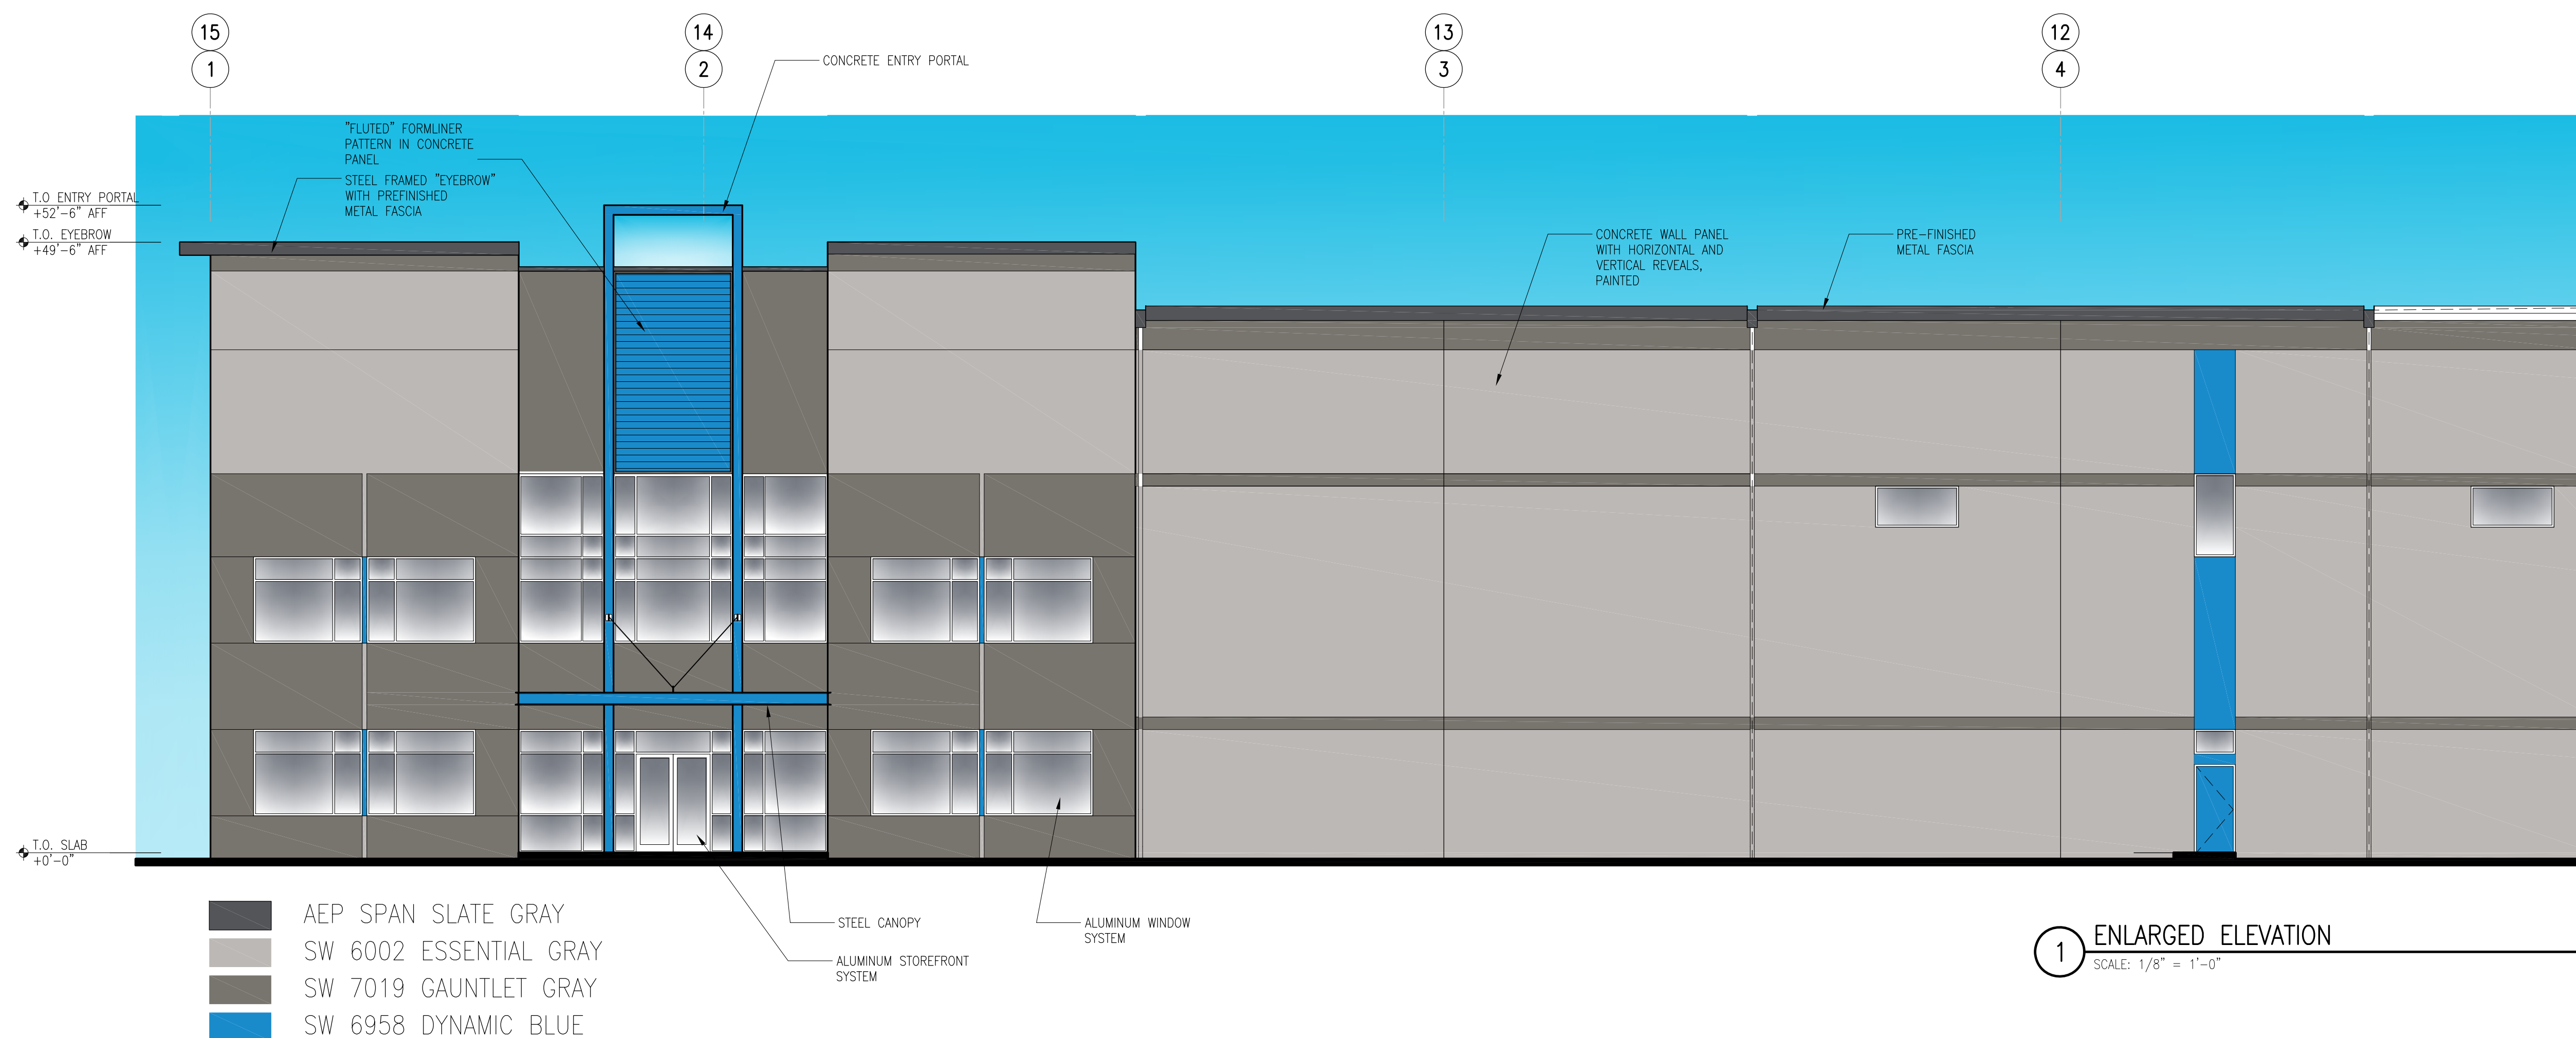 15
14
13
12
1
2
3
4
CONCRETE ENTRY PORTAL
"FLUTED" FORMLINER
PATTERN IN CONCRETE
PANEL
STEEL FRAMED "EYEBROW"
WITH PREFINISHED
METAL FASCIA
T.O ENTRY PORTAL
+52'-6" AFF
T.O. EYEBROW
+49'-6" AFF
CONCRETE WALL PANEL
WITH HORIZONTAL AND
VERTICAL REVEALS,
PAINTED
PRE-FINISHED
METAL FASCIA
T.O. SLAB
+0'-0"
AEP SPAN SLATE GRAY
SW 6002 ESSENTIAL GRAY
SW 7019 GAUNTLET GRAY
SW 6958 DYNAMIC BLUE
STEEL CANOPY
ALUMINUM STOREFRONT
SYSTEM
ALUMINUM WINDOW
SYSTEM
1
ENLARGED ELEVATION
SCALE: 1/8" = 1'-0"